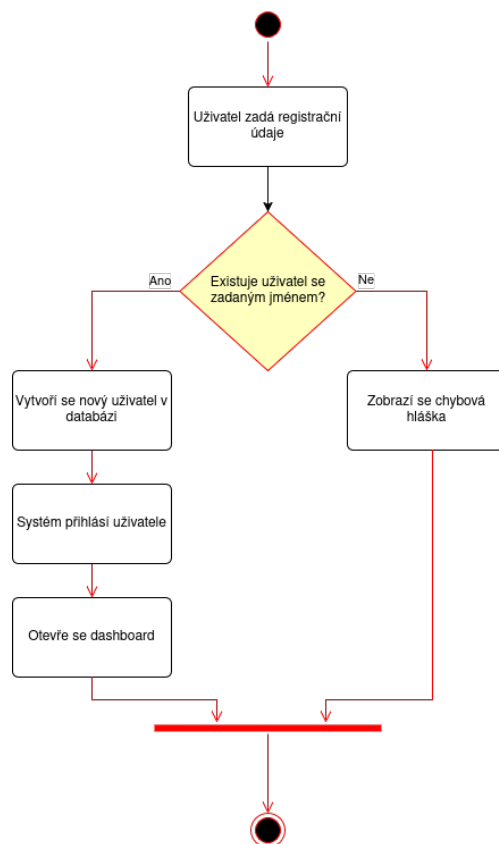 Uživatel zadá registrační
údaje
Existuje uživatel se
zadaným jménem?
Ano
Ne
Vytvoří se nový uživatel v
databázi
Zobrazí se chybová
hláška
Systém přihlásí uživatele
Otevře se dashboard